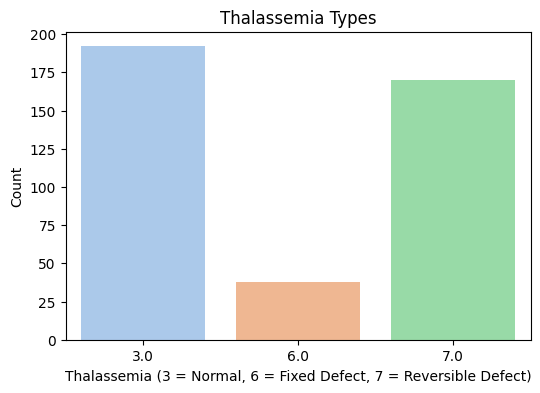 Thalassemia Types
200
175
150
125
100
75
50
25
0
Count
3.0 6.0 7.0
Thalassemia (3 = Normal, 6 = Fixed Defect, 7 = Reversible Defect)